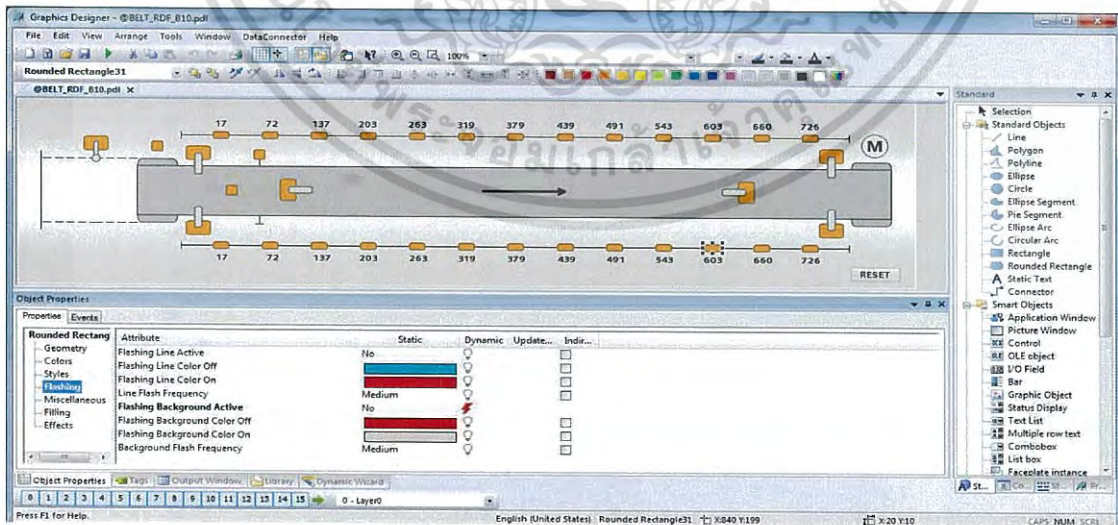 Graphics Designer - @BELT_RDF_B10.pdl
File Edit View Arrange Tools Window DataConnector Help
100%
Rounded Rectangle31
@BELT_RDF_B10.pdl X
17 72 137 203 263 319 379 439 491 543 603 660 726
M
17 72 137 203 263 319 379 439 491 543 603 660 726
RESET
Standard
Selection
Standard Objects
Line
Polygon
Polyline
Ellipse
Circle
Ellipse Segment
Pie Segment
Ellipse Arc
Circular Arc
Rectangle
Rounded Rectangle
A Static Text
Connector
Smart Objects
Application Window
Picture Window
Control
OLE object
I/O Field
Bar
Graphic Object
Status Display
Text List
Multiple row text
Combobox
List box
Faceplate instance
Object Properties
Properties Events
Rounded Rectang
Geometry
Colors
Styles
Flashing
Miscellaneous
Filling
Effects
Attribute Static Dynamic Update... Indir...
Flashing Line Active No
Flashing Line Color Off
Flashing Line Color On
Line Flash Frequency Medium
Flashing Background Active No
Flashing Background Color Off
Flashing Background Color On
Background Flash Frequency Medium
Object Properties Tags Output Window Library Dynamic Wizard
0 1 2 3 4 5 6 7 8 9 10 11 12 13 14 15 0 - Layer0
Press F1 for Help. English (United States) Rounded Rectangle31 X:840 Y:199 X:20 Y:10 CAPS NUM SCRL